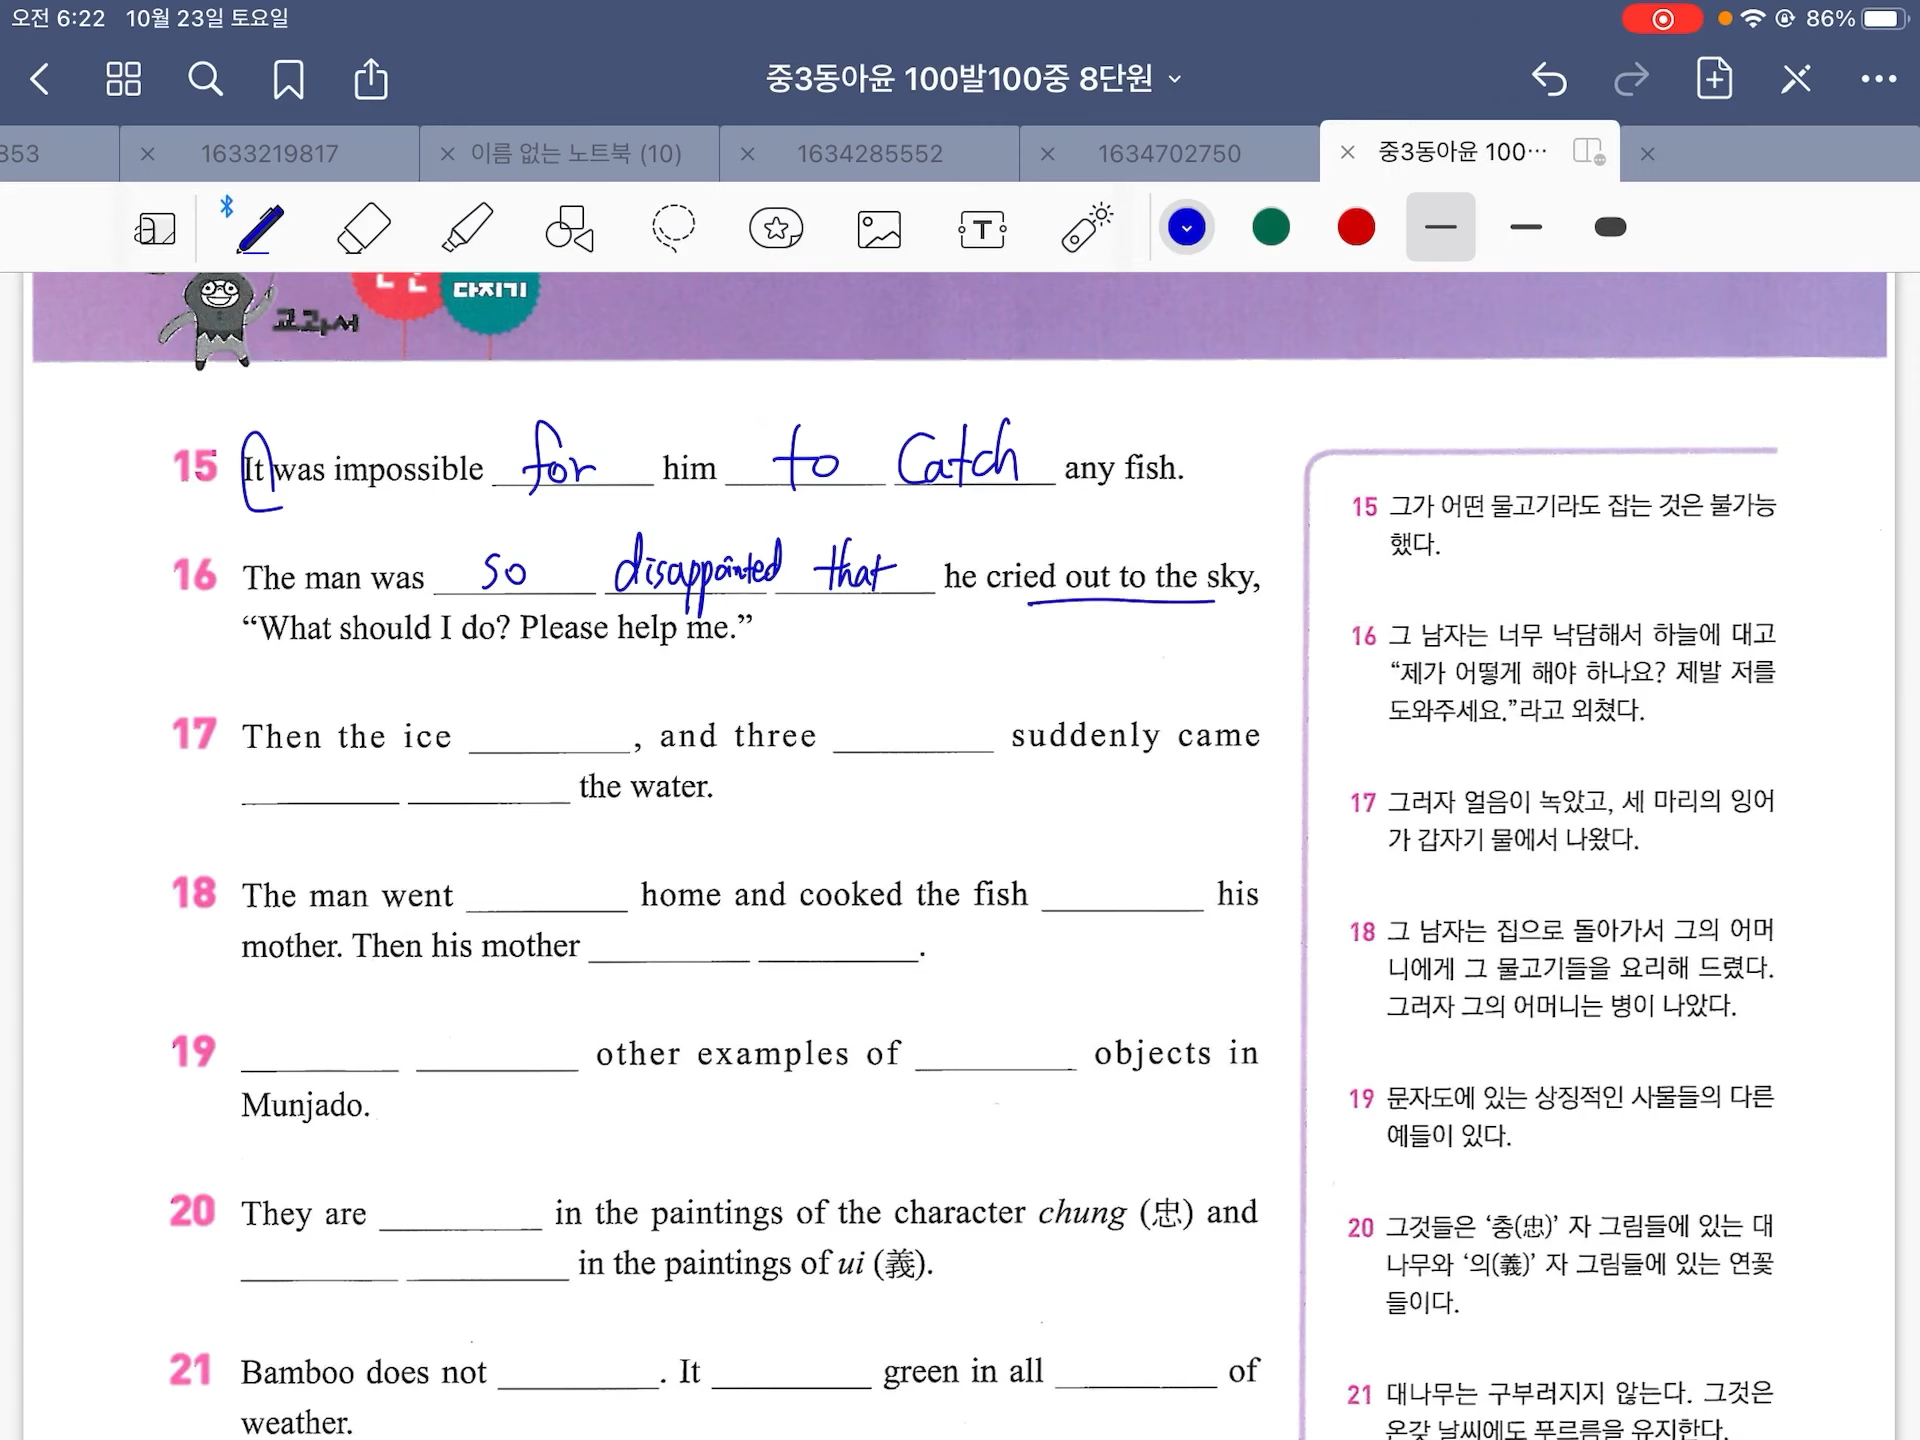 오전 6:22 10월 23일 토요일
86%
중3동아윤 100발100중 8단원
853
1633219817
이름 없는 노트북 (10)
1634285552
1634702750
중3동아윤 100…
다지기
교과서
15 It was impossible for him to Catch any fish.
16 The man was so disappointed that he cried out to the sky,
“What should I do? Please help me.”
17 Then the ice ________, and three ________ suddenly came
________ ________ the water.
18 The man went ________ home and cooked the fish ________ his
mother. Then his mother ________ ________.
19 ________ ________ other examples of ________ objects in
Munjado.
20 They are ________ in the paintings of the character chung (忠) and
________ ________ in the paintings of ui (義).
21 Bamboo does not ________. It ________ green in all ________ of
weather.
15 그가 어떤 물고기라도 잡는 것은 불가능
했다.
16 그 남자는 너무 낙담해서 하늘에 대고
“제가 어떻게 해야 하나요? 제발 저를
도와주세요.”라고 외쳤다.
17 그러자 얼음이 녹았고, 세 마리의 잉어
가 갑자기 물에서 나왔다.
18 그 남자는 집으로 돌아가서 그의 어머
니에게 그 물고기들을 요리해 드렸다.
그러자 그의 어머니는 병이 나았다.
19 문자도에 있는 상징적인 사물들의 다른
예들이 있다.
20 그것들은 ‘충(忠)’ 자 그림들에 있는 대
나무와 ‘의(義)’ 자 그림들에 있는 연꽃
들이다.
21 대나무는 구부러지지 않는다. 그것은
온갖 날씨에도 푸르름을 유지한다.